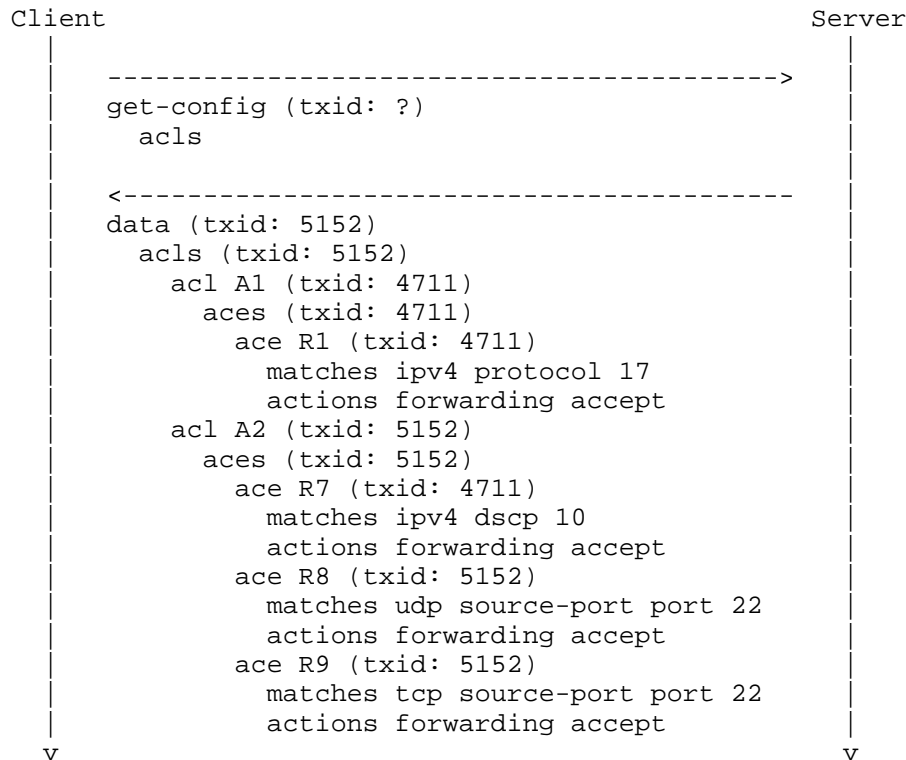 Client                                            Server
  |                                                 |
  |   ------------------------------------------>   |
  |   get-config (txid: ?)                          |
  |     acls                                        |
  |                                                 |
  |   <------------------------------------------   |
  |   data (txid: 5152)                             |
  |     acls (txid: 5152)                           |
  |       acl A1 (txid: 4711)                       |
  |         aces (txid: 4711)                       |
  |           ace R1 (txid: 4711)                   |
  |             matches ipv4 protocol 17            |
  |             actions forwarding accept           |
  |       acl A2 (txid: 5152)                       |
  |         aces (txid: 5152)                       |
  |           ace R7 (txid: 4711)                   |
  |             matches ipv4 dscp 10                |
  |             actions forwarding accept           |
  |           ace R8 (txid: 5152)                   |
  |             matches udp source-port port 22     |
  |             actions forwarding accept           |
  |           ace R9 (txid: 5152)                   |
  |             matches tcp source-port port 22     |
  |             actions forwarding accept           |
  v                                                 v